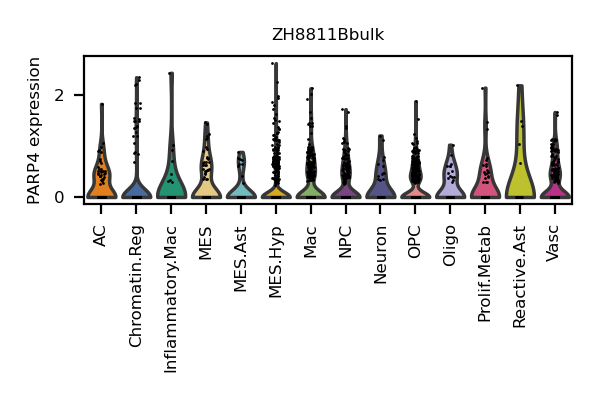 ZH8811Bbulk
PARP4 expression
2
0
AC
Chromatin.Reg
Inflammatory.Mac
MES
MES.Ast
MES.Hyp
Mac
NPC
Neuron
OPC
Oligo
Prolif.Metab
Reactive.Ast
Vasc